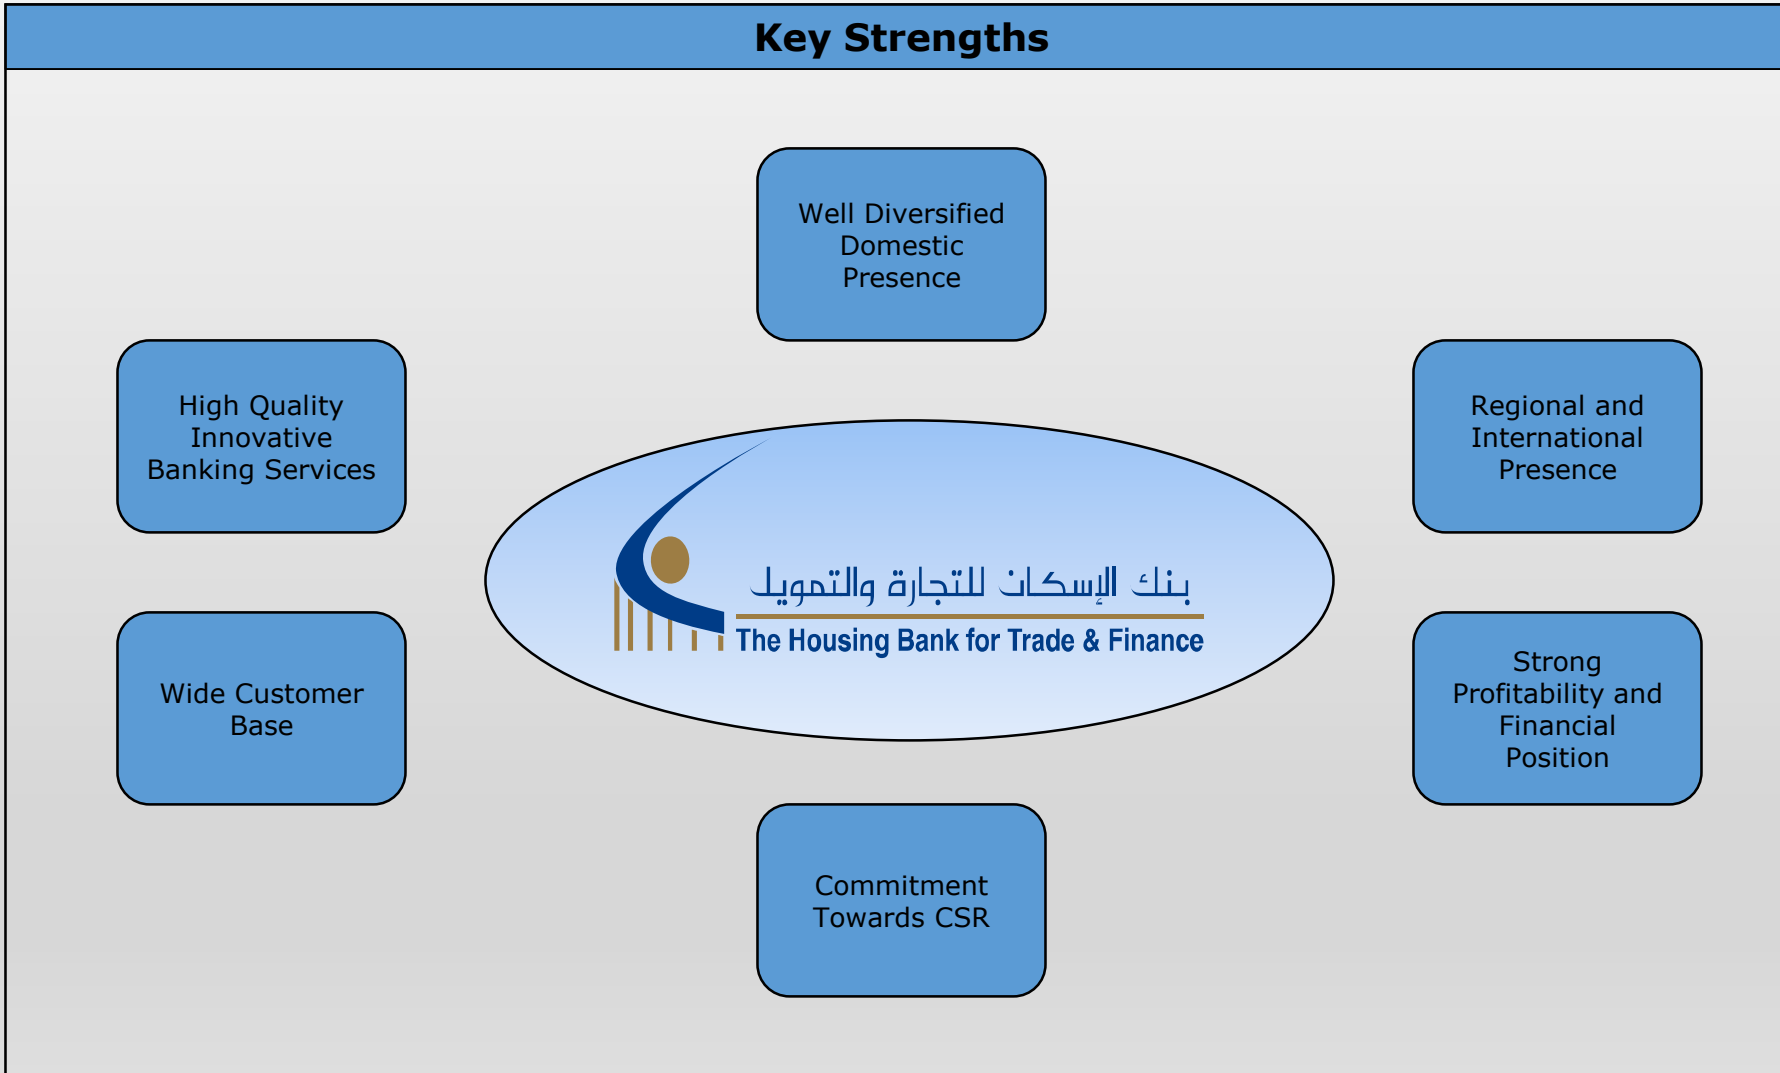 Key Strengths
Well Diversified
Domestic
Presence
High Quality
Innovative
Banking Services
Regional and
International
Presence
بنك الإسكان للتجارة والتمويل
The Housing Bank for Trade & Finance
Wide Customer
Base
Strong
Profitability and
Financial
Position
Commitment
Towards CSR